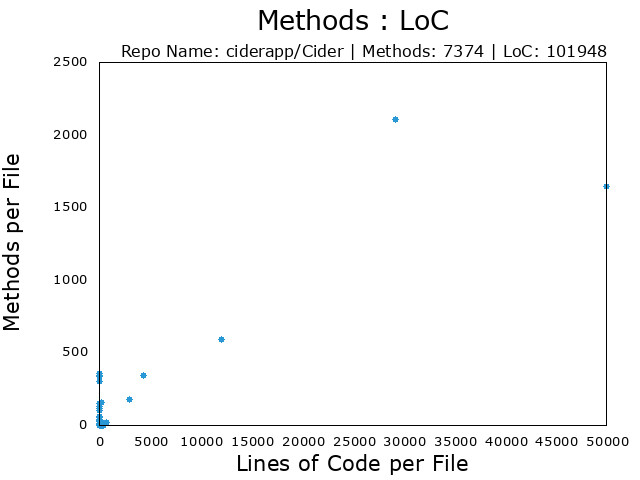 Methods : LoC
Repo Name: ciderapp/Cider | Methods: 7374 | LoC: 101948
2500
2000
1500
1000
500
0
Methods per File
0 5000 10000 15000 20000 25000 30000 35000 40000 45000 50000
Lines of Code per File